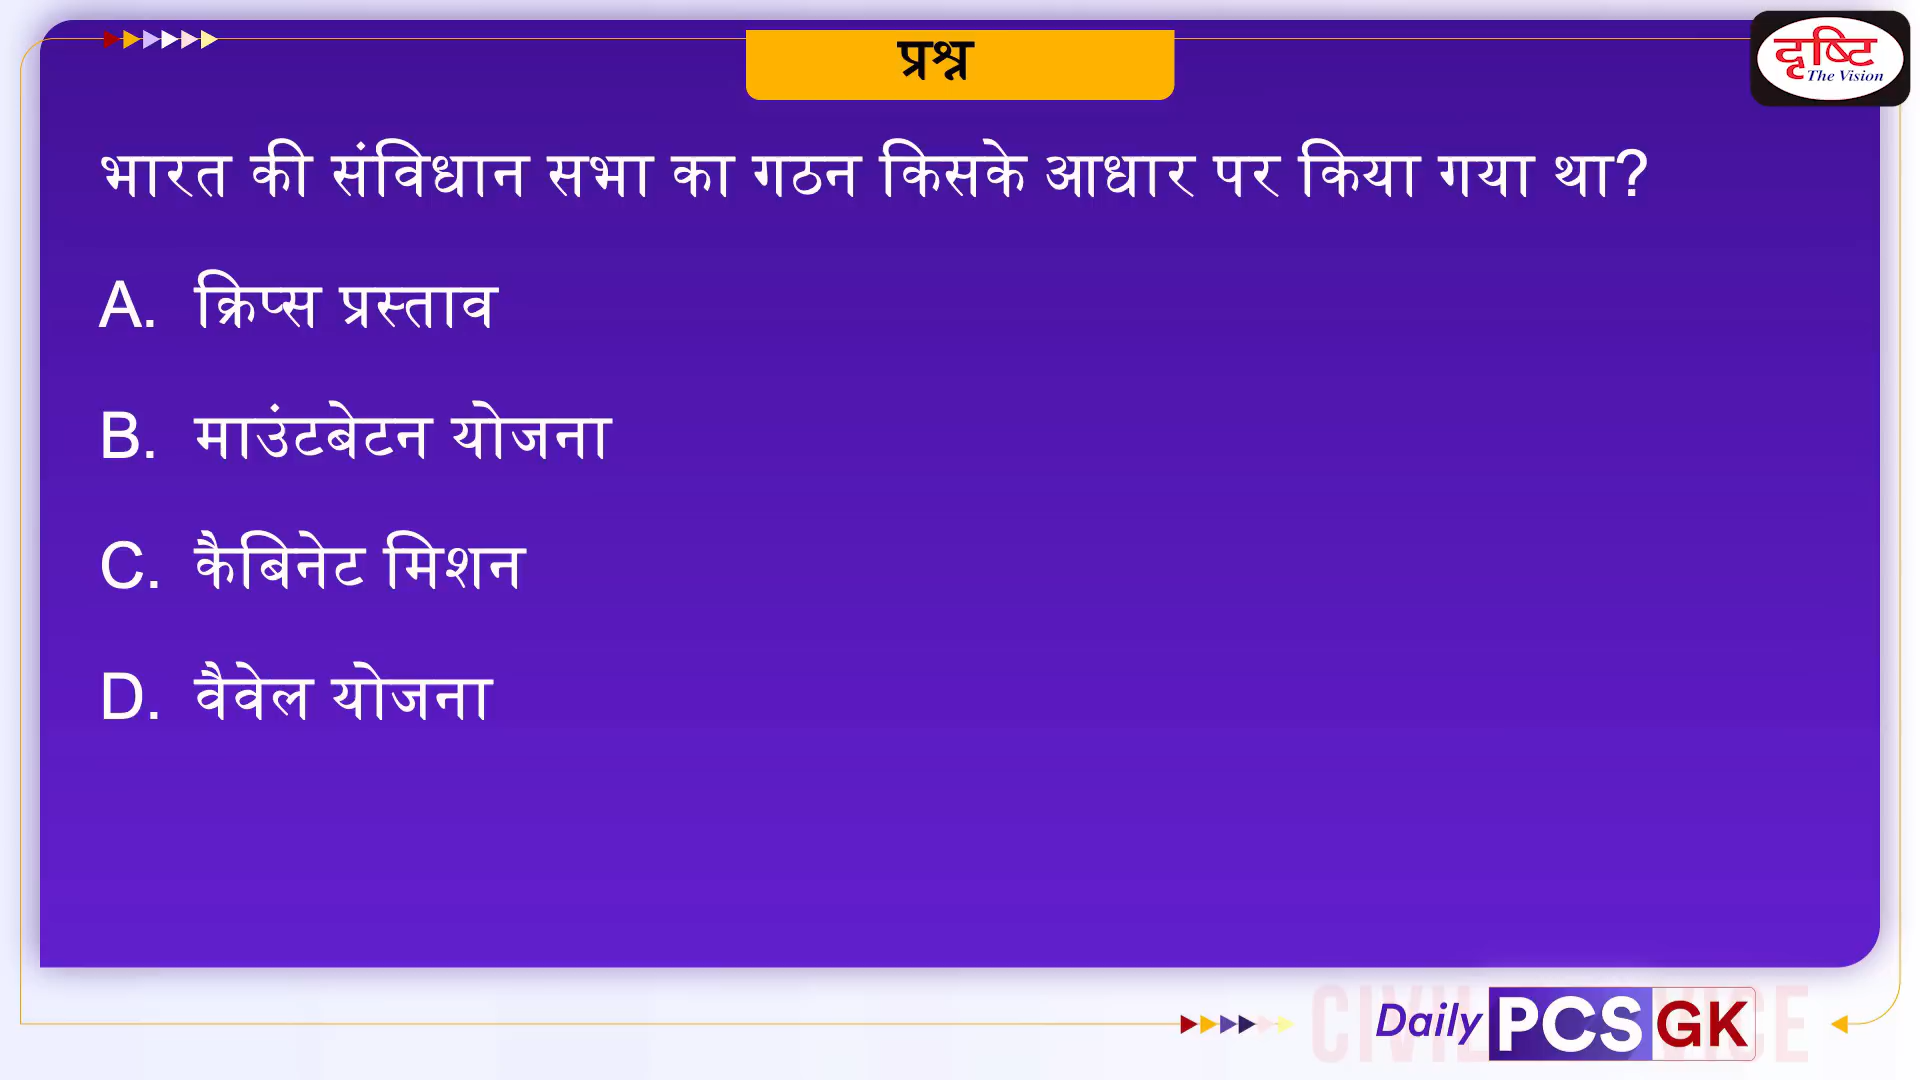 प्रश्न
दृष्टि
The Vision
भारत की संविधान सभा का गठन किसके आधार पर किया गया था?
A. क्रिप्स प्रस्ताव
B. माउंटबेटन योजना
C. कैबिनेट मिशन
D. वैवेल योजना
Daily PCS GK